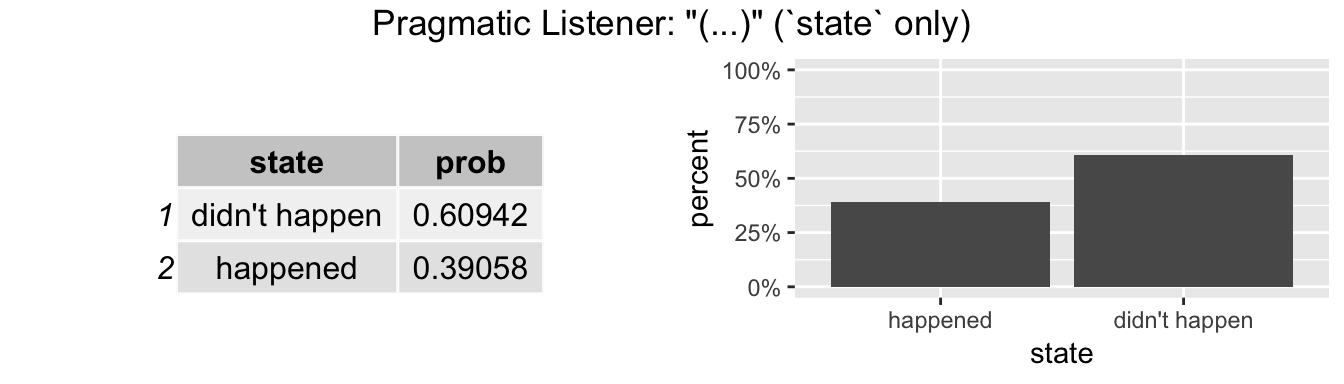 Pragmatic Listener: "(...)" (`state` only)
state prob
1 didn't happen 0.60942
2 happened 0.39058
100%
75%
50%
25%
0%
percent
happened didn't happen
state